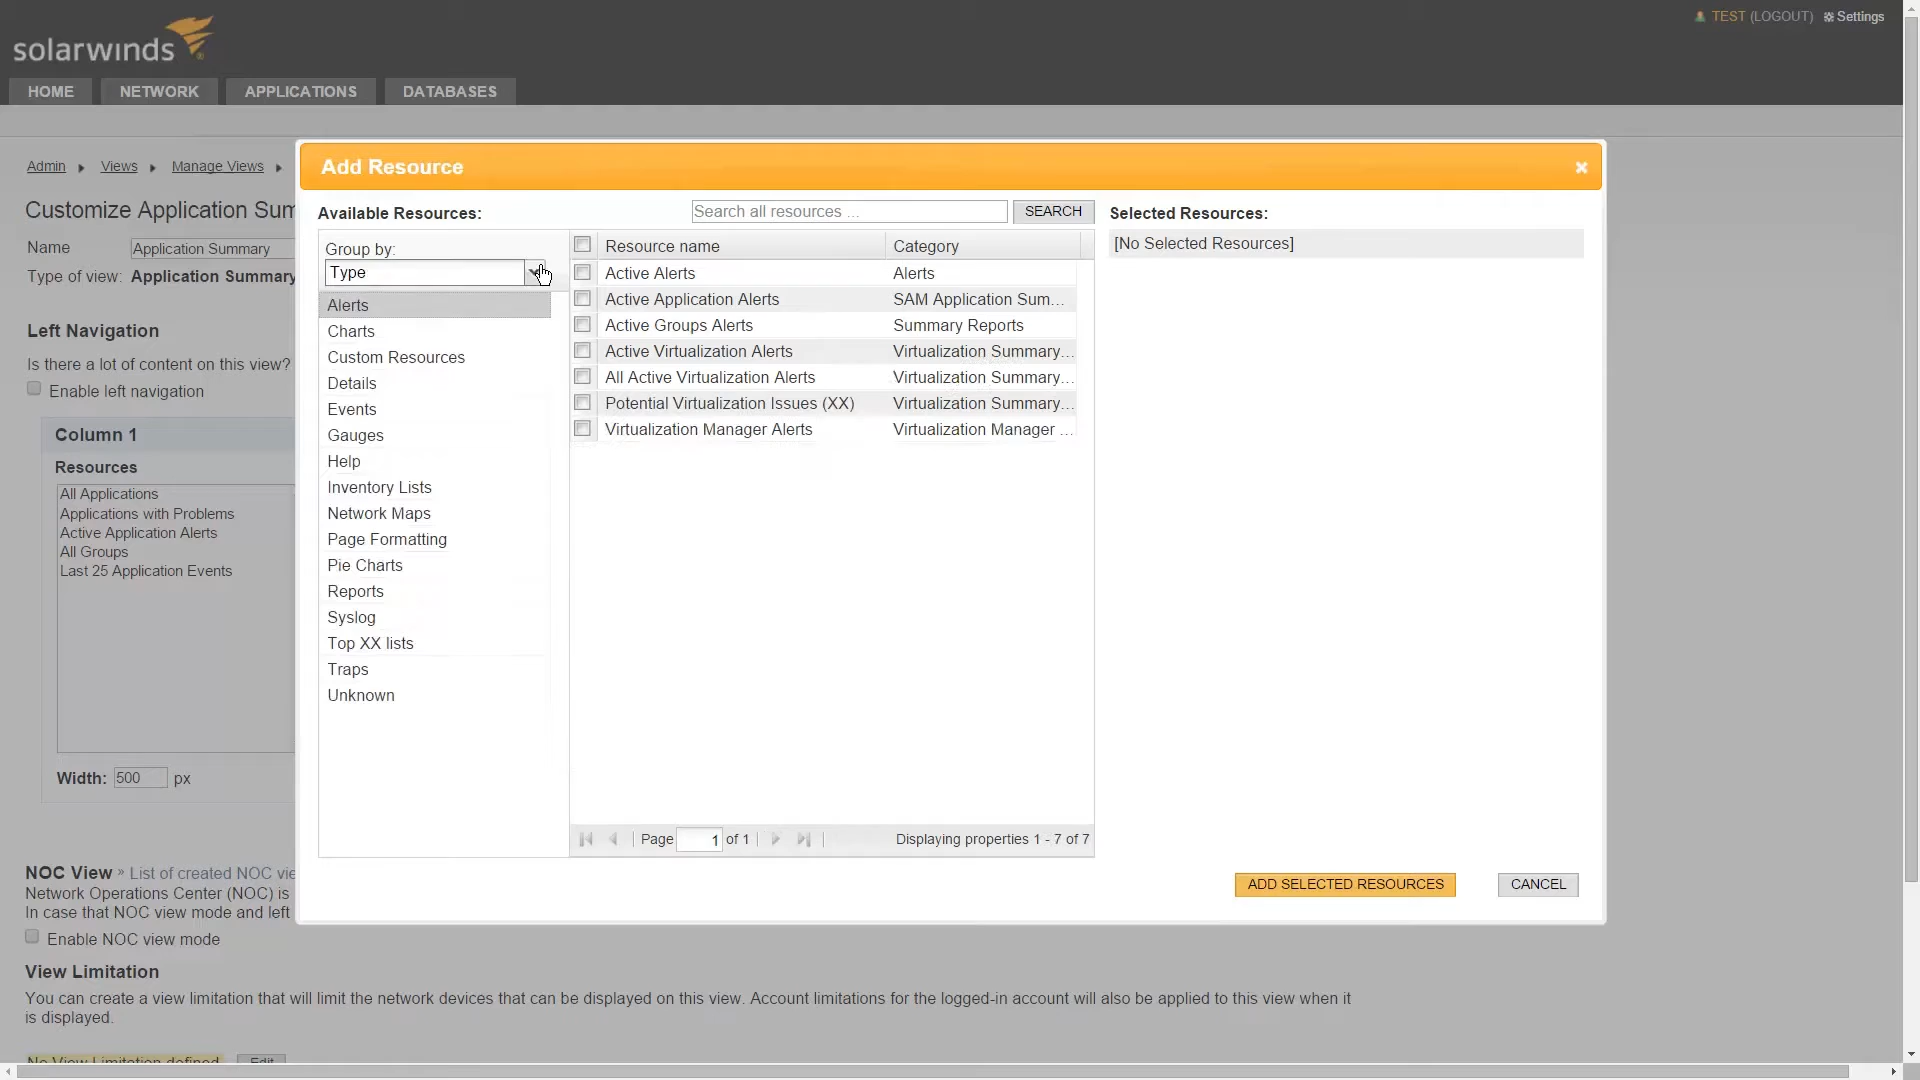 TEST (LOGOUT) Settings
solarwinds
HOME NETWORK APPLICATIONS DATABASES
Admin Views Manage Views
Customize Application Sum
Name Application Summary
Type of view: Application Summary
Left Navigation
Is there a lot of content on this view?
Enable left navigation
Column 1
Resources
All Applications
Applications with Problems
Active Application Alerts
All Groups
Last 25 Application Events
Width: 500 px
NOC View » List of created NOC vie
Network Operations Center (NOC) is
In case that NOC view mode and left
Enable NOC view mode
View Limitation
You can create a view limitation that will limit the network devices that can be displayed on this view. Account limitations for the logged-in account will also be applied to this view when it
is displayed.
No View Limitation defined Edit
Add Resource
Available Resources: Search all resources ... SEARCH
Group by:
Type
Alerts
Charts
Custom Resources
Details
Events
Gauges
Help
Inventory Lists
Network Maps
Page Formatting
Pie Charts
Reports
Syslog
Top XX lists
Traps
Unknown
Resource name Category
Active Alerts Alerts
Active Application Alerts SAM Application Sum...
Active Groups Alerts Summary Reports
Active Virtualization Alerts Virtualization Summary...
All Active Virtualization Alerts Virtualization Summary...
Potential Virtualization Issues (XX) Virtualization Summary...
Virtualization Manager Alerts Virtualization Manager ...
Page 1 of 1 Displaying properties 1 - 7 of 7
Selected Resources:
[No Selected Resources]
ADD SELECTED RESOURCES CANCEL